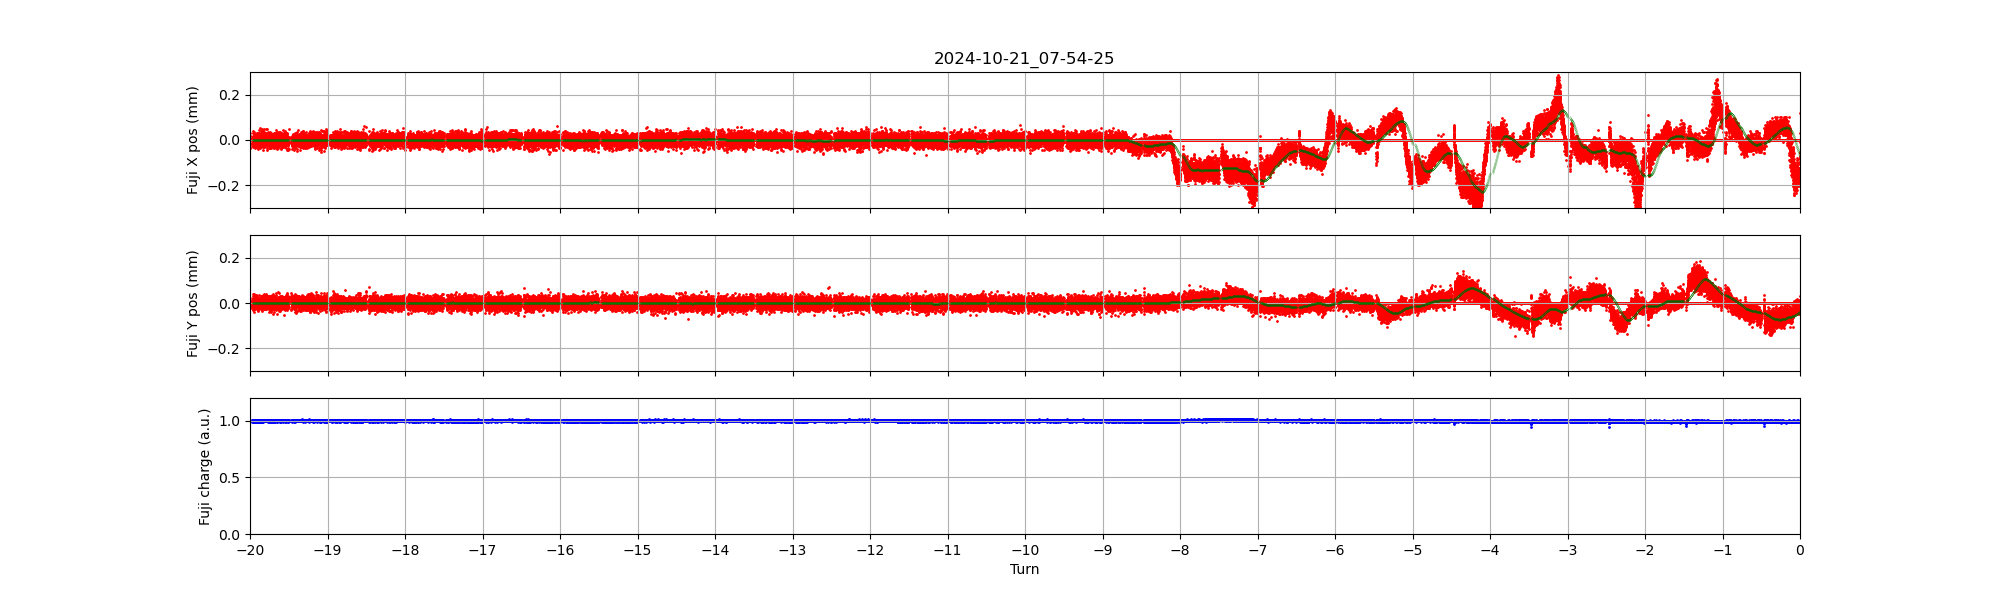 2024-10-21_07-54-25
Fuji X pos (mm)
0.2
0.0
−0.2
Fuji Y pos (mm)
0.2
0.0
−0.2
Fuji charge (a.u.)
1.0
0.5
0.0
−20 −19 −18 −17 −16 −15 −14 −13 −12 −11 −10 −9 −8 −7 −6 −5 −4 −3 −2 −1 0
Turn